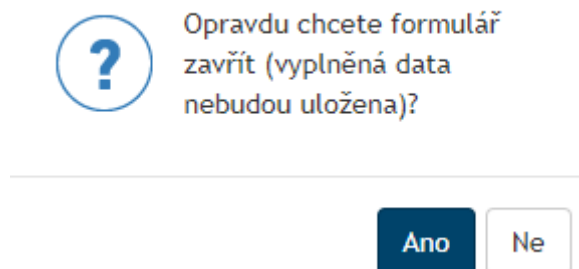 ?
Opravdu chcete formulář
zavřít (vyplněná data
nebudou uložena)?
Ano Ne